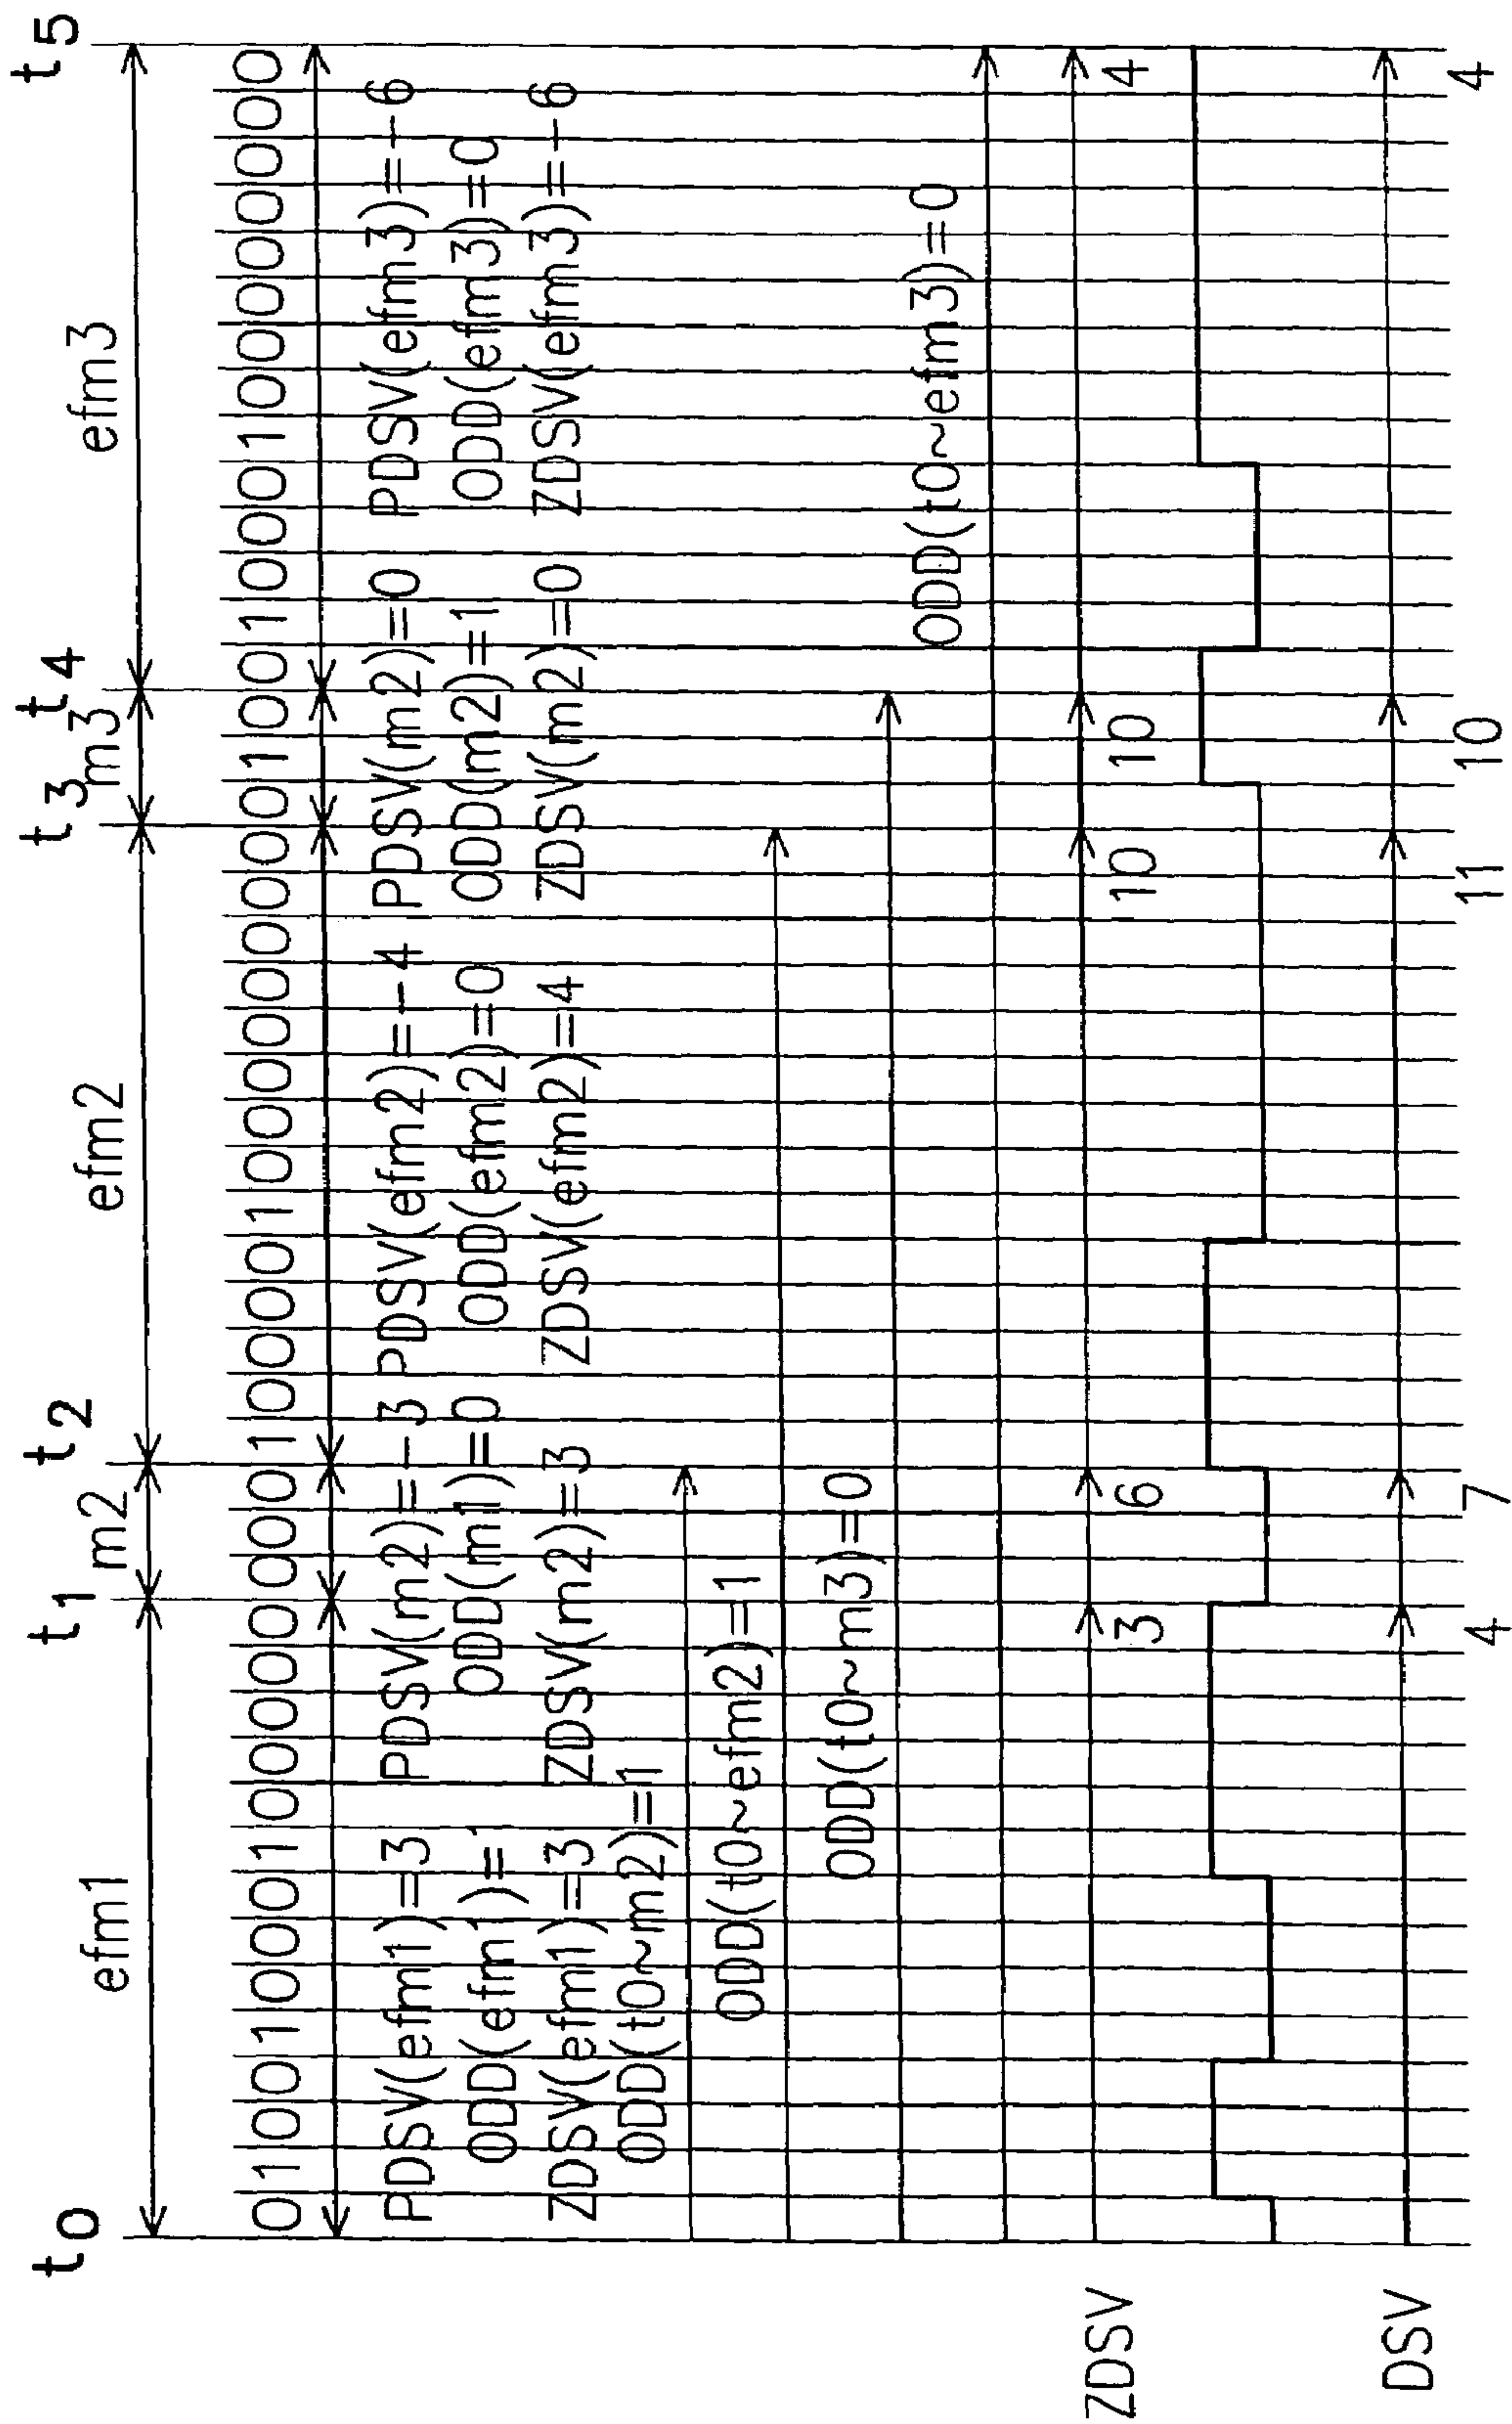 t0 t1 t2 t3 t4 t5
efm1 m2 efm2 m3 efm3
010010001000000001000010000000001001000100000000
PDSV(efm1)=3 PDSV(m2)=-3 PDSV(efm2)=-4 PDSV(m2)=0 PDSV(efm3)=-6
ODD(efm1)=1 ODD(m1)=0 ODD(efm2)=0 ODD(m2)=1 ODD(efm3)=0
ZDSV(efm1)=3 ZDSV(m2)=3 ZDSV(efm2)=4 ZDSV(m2)=0 ZDSV(efm3)=-6
ODD(t0~m2)=1
ODD(t0~efm2)=1
ODD(t0~m3)=0
ODD(t0~efm3)=0
ZDSV 3 6 10 10 4
DSV 4 7 11 10 4